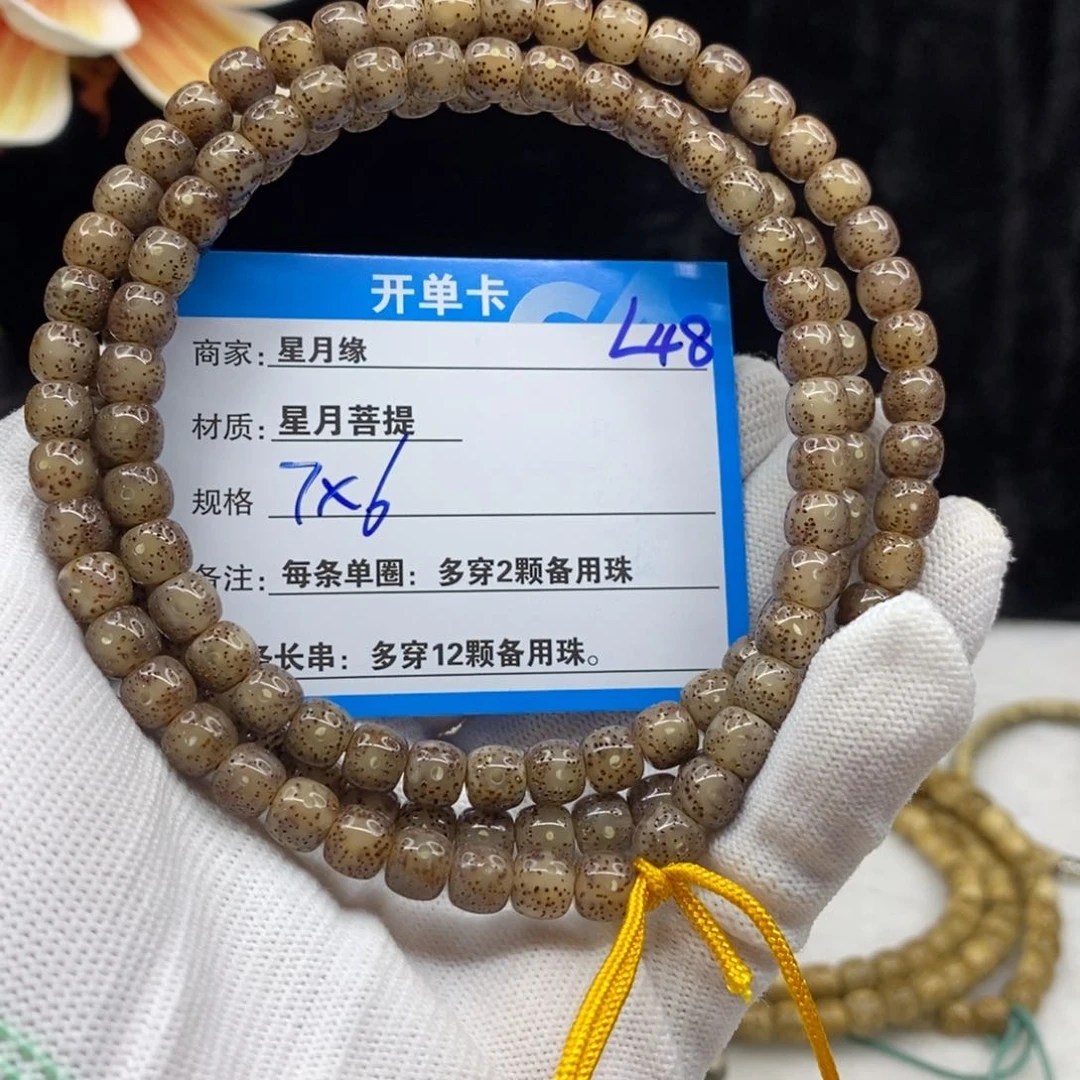 开单卡
商家:星月缘 L48
材质:星月菩提
规格 7×6
备注:每条单圈:多穿2颗备用珠
长串:多穿12颗备用珠。